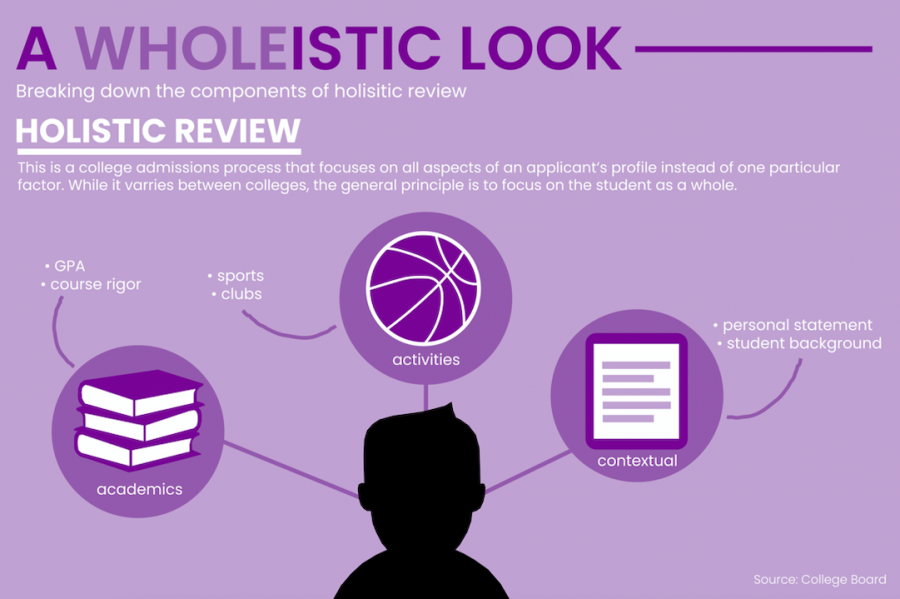 A WHOLEISTIC LOOK
Breaking down the components of holisitic review
HOLISTIC REVIEW
This is a college admissions process that focuses on all aspects of an applicant's profile instead of one particular
factor. While it varries between colleges, the general principle is to focus on the student as a whole.
• GPA
• course rigor
academics
• sports
• clubs
activities
• personal statement
• student background
contextual
Source: College Board